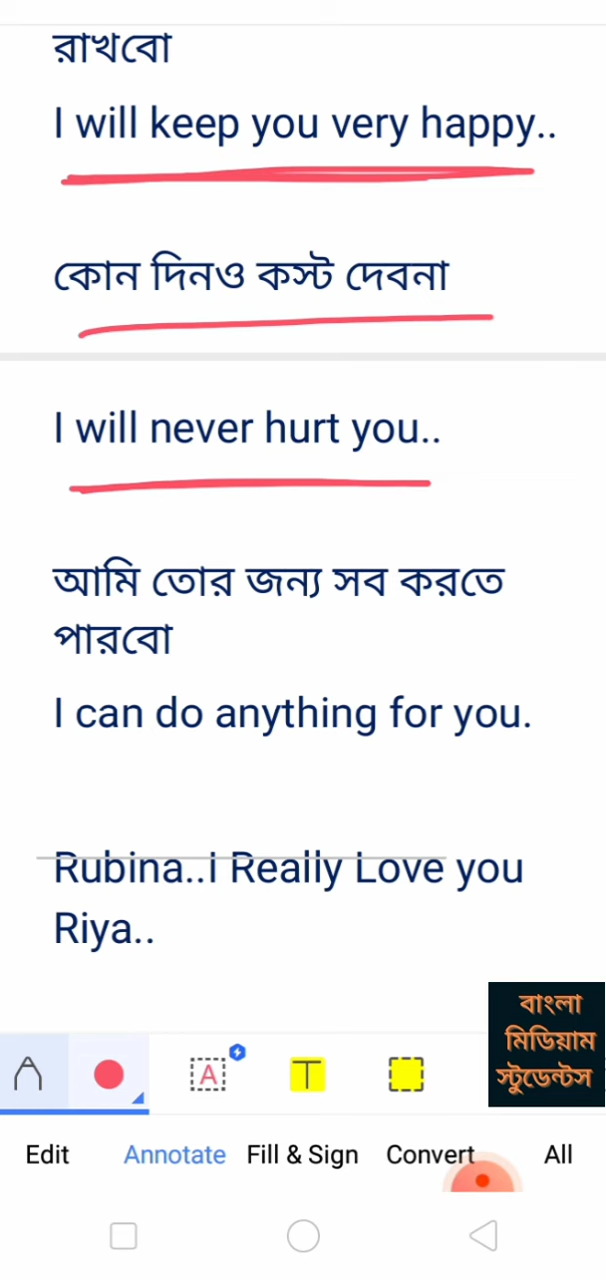 রাখবো
I will keep you very happy..
কোন দিনও কস্ট দেবনা
I will never hurt you..
আমি তোর জন্য সব করতে
পারবো
I can do anything for you.
Rubina..I Really Love you
Riya..
বাংলা
মিডিয়াম
স্টুডেন্টস
A
T
Edit Annotate Fill & Sign Convert All